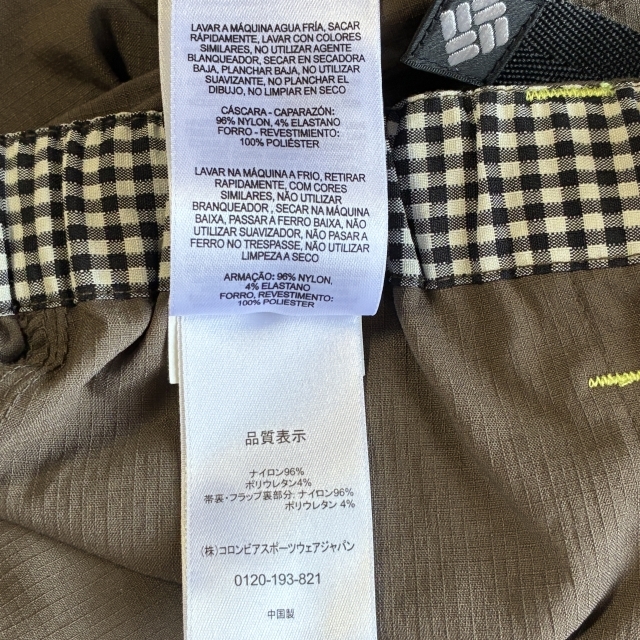 LAVAR A MÁQUINA AGUA FRÍA, SACAR
RÁPIDAMENTE, LAVAR CON COLORES
SIMILARES, NO UTILIZAR AGENTE
BLANQUEADOR, SECAR EN SECADORA
BAJA, PLANCHAR BAJA, NO UTILIZAR
SUAVIZANTE, NO PLANCHAR EL
DIBUJO, NO LIMPIAR EN SECO
CÁSCARA - CAPARAZÓN:
96% NYLON, 4% ELASTANO
FORRO - REVESTIMIENTO:
100% POLIÉSTER
LAVAR NA MÁQUINA A FRIO, RETIRAR
RAPIDAMENTE, COM CORES
SIMILARES, NÃO UTILIZAR
BRANQUEADOR , SECAR NA MÁQUINA
BAIXA, PASSAR A FERRO BAIXA, NÃO
UTILIZAR SUAVIZADOR, NÃO PASAR A
FERRO NO TRESPASSE, NÃO UTILIZAR
LIMPEZA A SECO
ARMAÇÃO: 96% NYLON,
4% ELASTANO
FORRO, REVESTIMENTO:
100% POLIESTER
品質表示
ナイロン96%
ポリウレタン4%
帯裏・フラップ裏部分: ナイロン96%
ポリウレタン 4%
(株)コロンビアスポーツウェアジャパン
0120-193-821
中国製